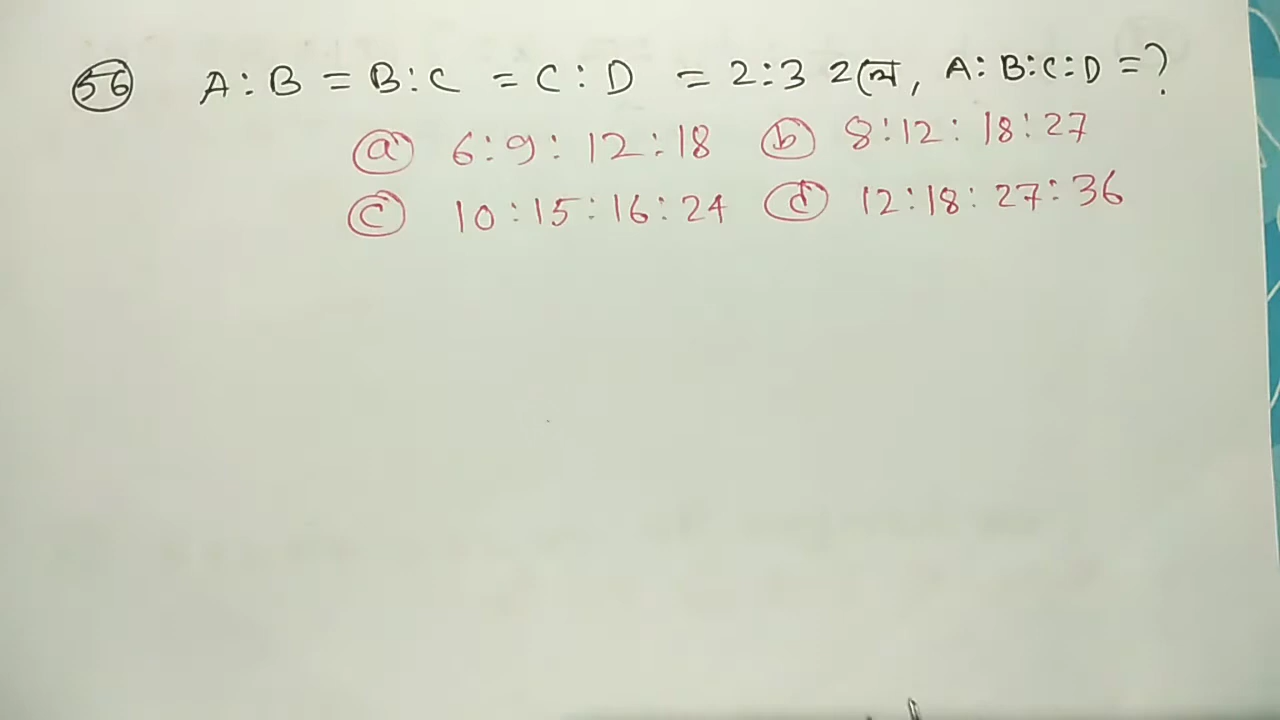 56 A:B = B:C = C:D = 2:3 হলে, A:B:C:D = ?
a 6:9:12:18 b 8:12:18:27
c 10:15:16:24 d 12:18:27:36